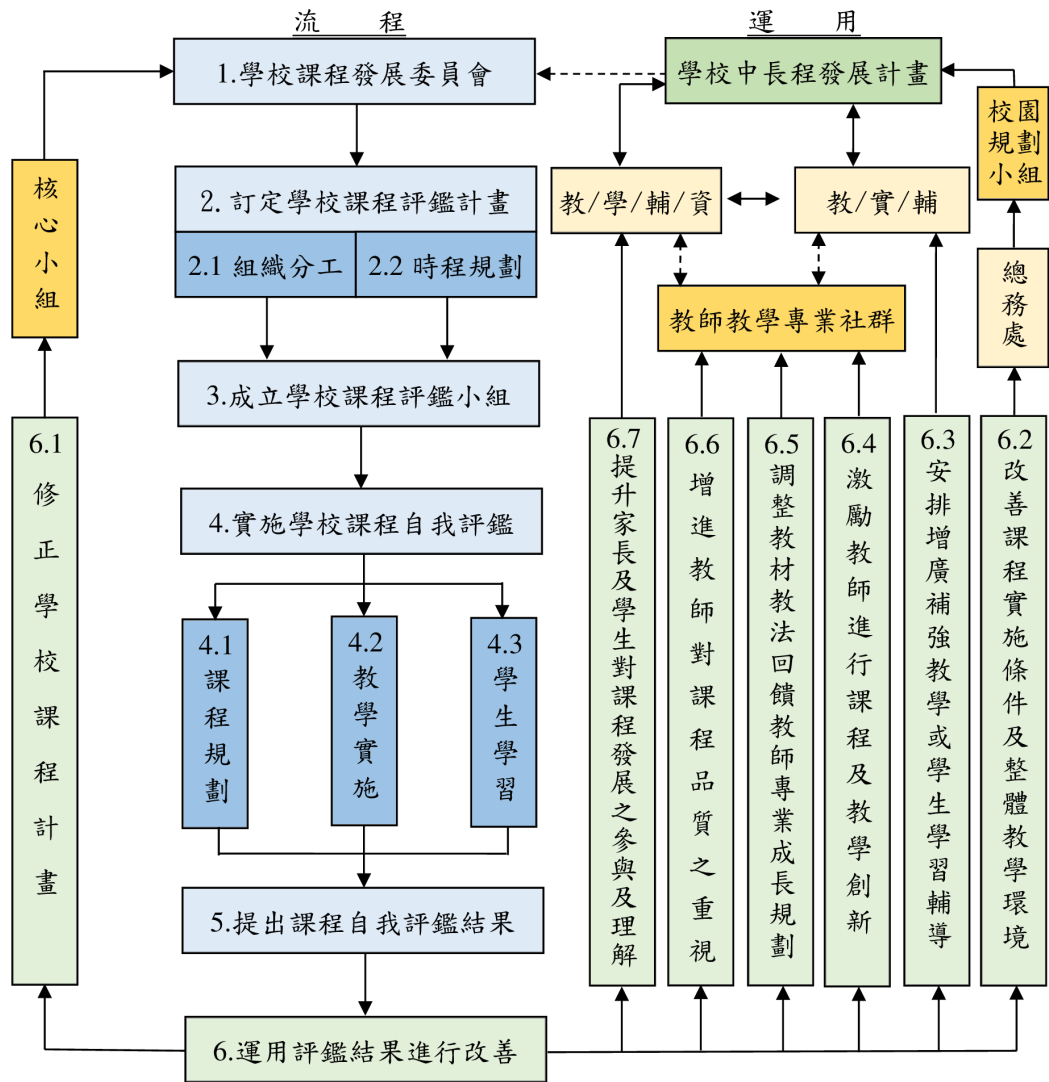 流 程
運 用
1.學校課程發展委員會
學校中長程發展計畫
校園
規劃
小組
核心小組
2. 訂定學校課程評鑑計畫
2.1 組織分工
2.2 時程規劃
教/學/輔/資
教/實/輔
教師教學專業社群
總務處
3.成立學校課程評鑑小組
4.實施學校課程自我評鑑
4.1
課程規劃
4.2
教學實施
4.3
學生學習
5.提出課程自我評鑑結果
6.運用評鑑結果進行改善
6.1
修正學校課程計畫
6.7
提升家長及學生對課程發展之參與及理解
6.6
增進教師對課程品質之重視
6.5
調整教材教法回饋教師專業成長規劃
6.4
激勵教師進行課程及教學創新
6.3
安排增廣補強教學或學生學習輔導
6.2
改善課程實施條件及整體教學環境